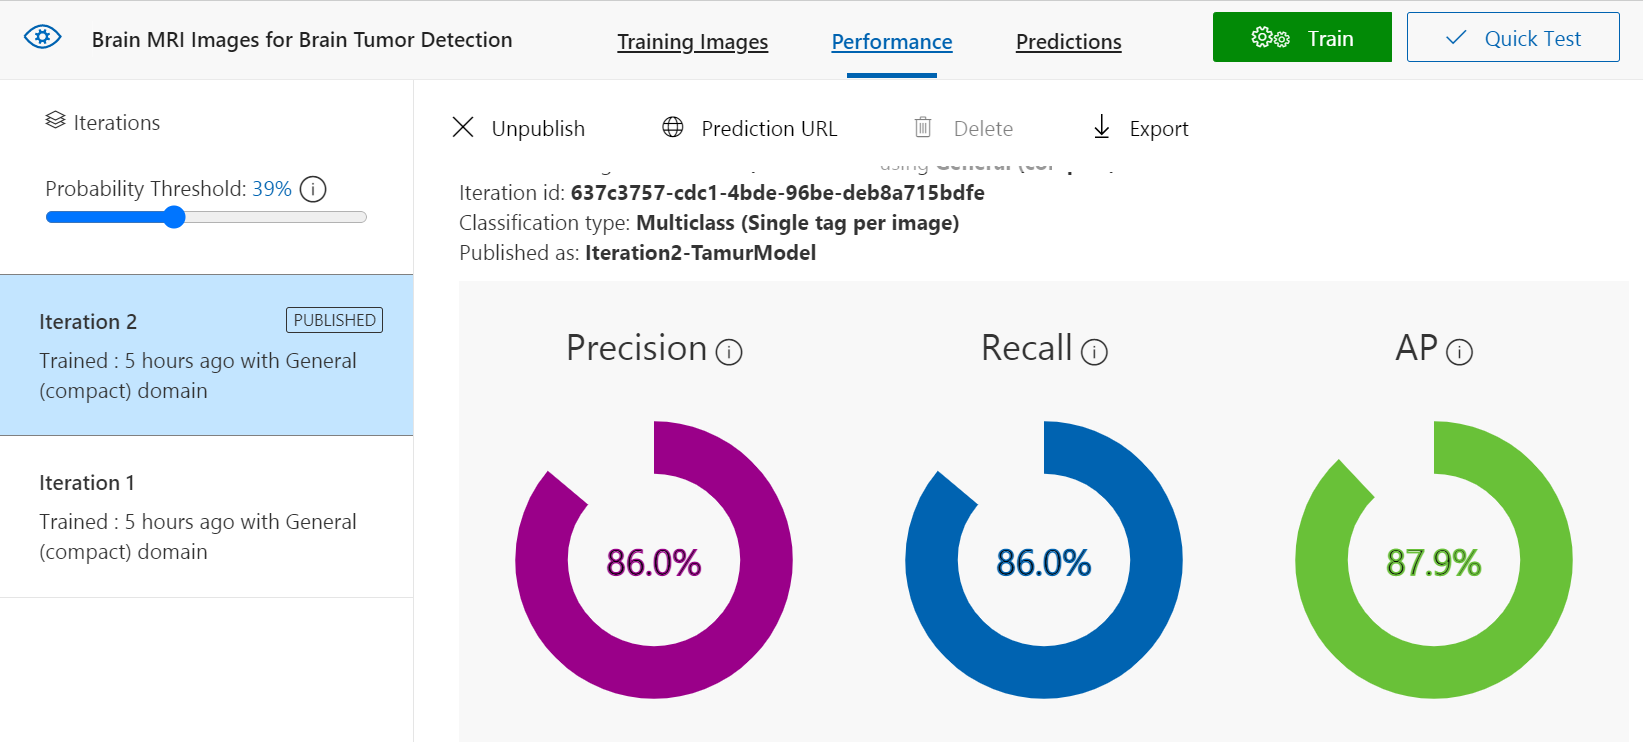 Brain MRI Images for Brain Tumor Detection
Training Images
Performance
Predictions
Train
Quick Test
Iterations
Probability Threshold: 39%
Iteration 2
PUBLISHED
Trained : 5 hours ago with General
(compact) domain
Iteration 1
Trained : 5 hours ago with General
(compact) domain
Unpublish
Prediction URL
Delete
Export
using General
Iteration id: 637c3757-cdc1-4bde-96be-deb8a715bdfe
Classification type: Multiclass (Single tag per image)
Published as: Iteration2-TamurModel
Precision
Recall
AP
86.0%
86.0%
87.9%